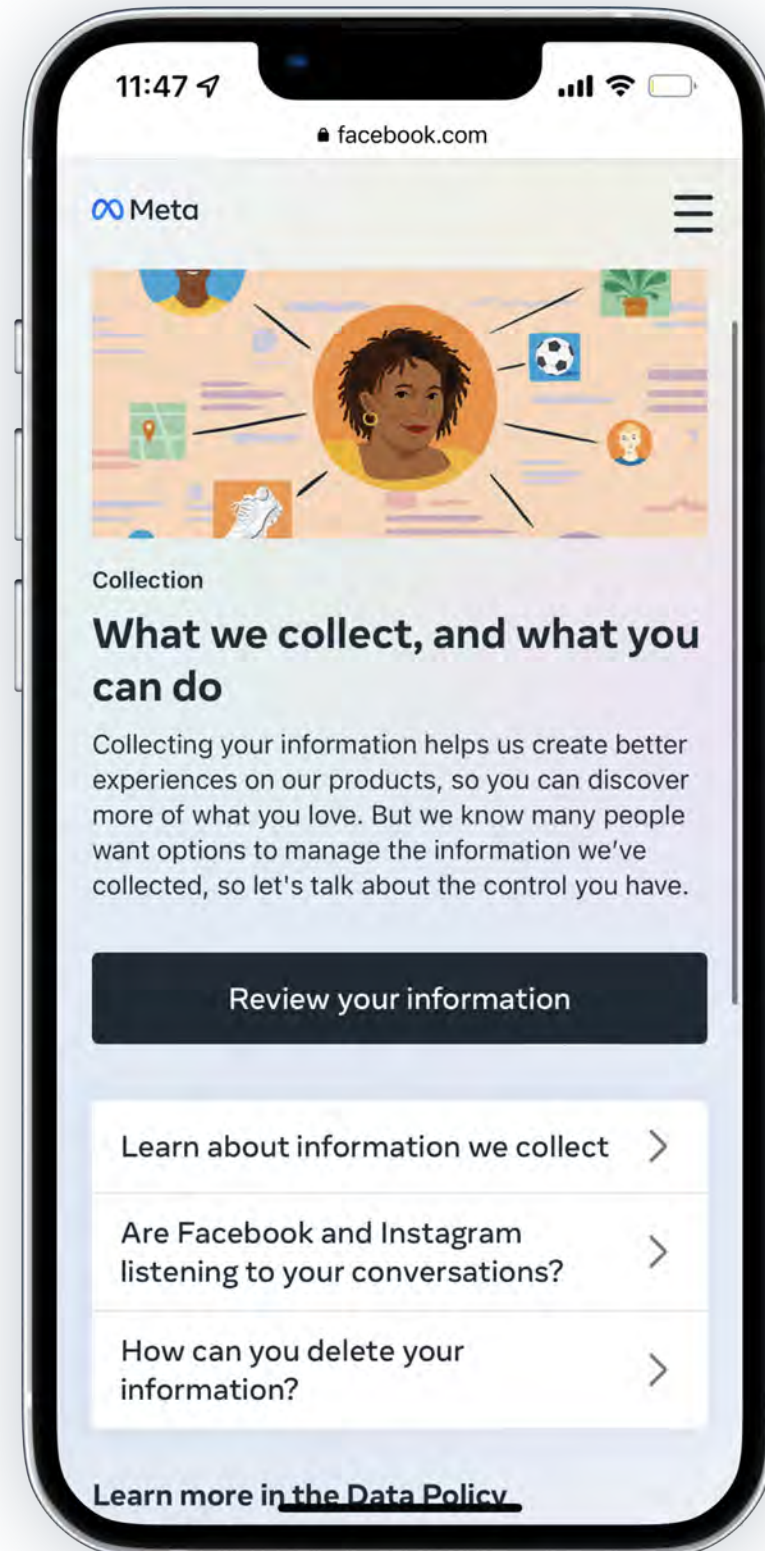 11:47
facebook.com
Meta
Collection
What we collect, and what you
can do
Collecting your information helps us create better
experiences on our products, so you can discover
more of what you love. But we know many people
want options to manage the information we’ve
collected, so let's talk about the control you have.
Review your information
Learn about information we collect
Are Facebook and Instagram
listening to your conversations?
How can you delete your
information?
Learn more in the Data Policy